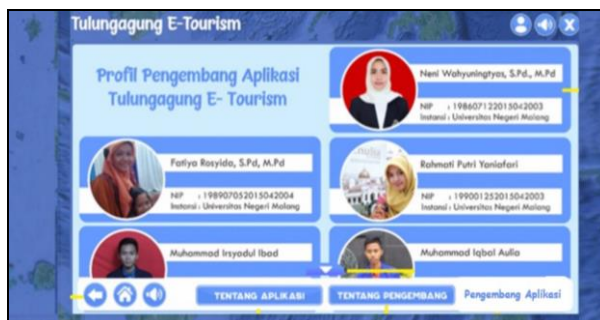 Tulungagung E-Tourism
X
Profil Pengembang Aplikasi
Tulungagung E- Tourism
Neni Wahyuningtyas, S.Pd., M.Pd
NIP : 198607122015042003
Instansi : Universitas Negeri Malang
Fatiya Rosyida, S.Pd, M.Pd
NIP : 198907052015042004
Instansi : Universitas Negeri Malang
Rahmati Putri Yaniafari
NIP : 199001252015042003
Instansi : Universitas Negeri Malang
Muhammad Irsyadul Ibad
Muhammad Iqbal Aulia
TENTANG APLIKASI
TENTANG PENGEMBANG
Pengembang Aplikasi